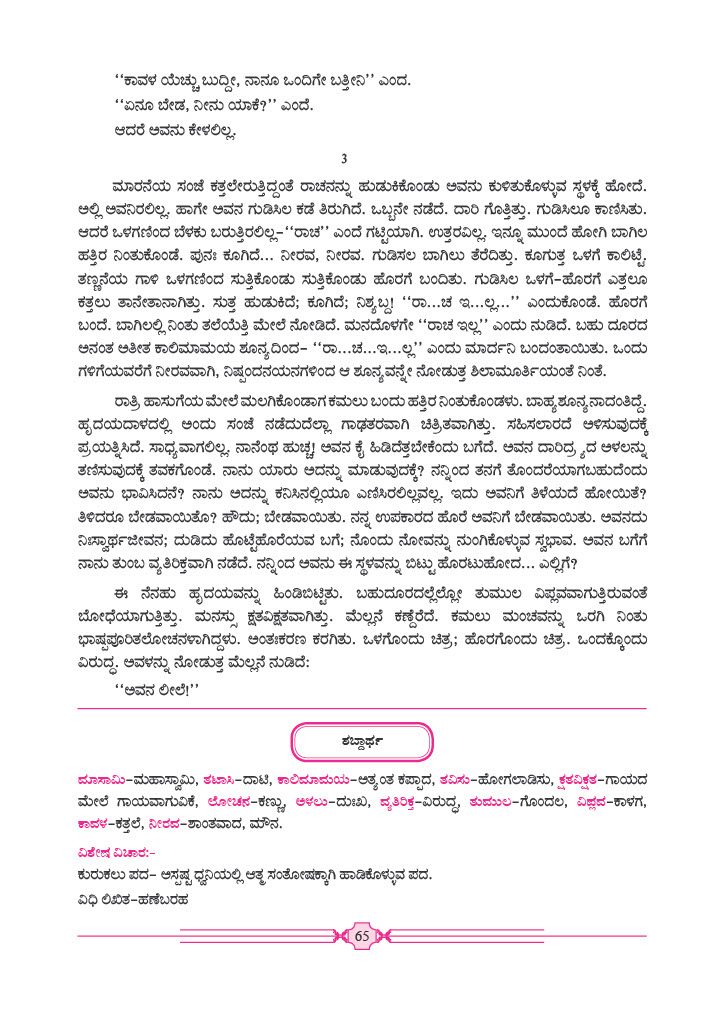 ‘‘ಕಾವಳ ಯೆಚ್ಚು ಬುದ್ದೀ, ನಾನೂ ಒಂದಿಗೇ ಬತ್ತೀನಿ’’ ಎಂದ.
‘‘ಏನೂ ಬೇಡ, ನೀನು ಯಾಕೆ?’’ ಎಂದೆ.
ಆದರೆ ಅವನು ಕೇಳಲಿಲ್ಲ.
3
ಮಾರನೆಯ ಸಂಜೆ ಕತ್ತಲೇರುತ್ತಿದ್ದಂತೆ ರಾಚನನ್ನು ಹುಡುಕಿಕೊಂಡು ಅವನು ಕುಳಿತುಕೊಳ್ಳುವ ಸ್ಥಳಕ್ಕೆ ಹೋದೆ.
ಅಲ್ಲಿ ಅವನಿರಲಿಲ್ಲ. ಹಾಗೇ ಅವನ ಗುಡಿಸಿಲ ಕಡೆ ತಿರುಗಿದೆ. ಒಬ್ಬನೇ ನಡೆದೆ. ದಾರಿ ಗೊತ್ತಿತ್ತು. ಗುಡಿಸಿಲೂ ಕಾಣಿಸಿತು.
ಆದರೆ ಒಳಗಣಿಂದ ಬೆಳಕು ಬರುತ್ತಿರಲಿಲ್ಲ–‘‘ರಾಚ’’ ಎಂದೆ ಗಟ್ಟಿಯಾಗಿ. ಉತ್ತರವಿಲ್ಲ. ಇನ್ನೂ ಮುಂದೆ ಹೋಗಿ ಬಾಗಿಲ
ಹತ್ತಿರ ನಿಂತುಕೊಂಡೆ. ಪುನಃ ಕೂಗಿದೆ... ನೀರವ, ನೀರವ. ಗುಡಿಸಲ ಬಾಗಿಲು ತೆರೆದಿತ್ತು. ಕೂಗುತ್ತ ಒಳಗೆ ಕಾಲಿಟ್ಟೆ.
ತಣ್ಣನೆಯ ಗಾಳಿ ಒಳಗಣಿಂದ ಸುತ್ತಿಕೊಂಡು ಸುತ್ತಿಕೊಂಡು ಹೊರಗೆ ಬಂದಿತು. ಗುಡಿಸಿಲ ಒಳಗೆ–ಹೊರಗೆ ಎತ್ತಲೂ
ಕತ್ತಲು ತಾನೇತಾನಾಗಿತ್ತು. ಸುತ್ತ ಹುಡುಕಿದೆ; ಕೂಗಿದೆ; ನಿಶ್ಯಬ್ದ! ‘‘ರಾ...ಚ ಇ...ಲ್ಲ...’’ ಎಂದುಕೊಂಡೆ. ಹೊರಗೆ
ಬಂದೆ. ಬಾಗಿಲಲ್ಲಿ ನಿಂತು ತಲೆಯೆತ್ತಿ ಮೇಲೆ ನೋಡಿದೆ. ಮನದೊಳಗೇ ‘‘ರಾಚ ಇಲ್ಲ’’ ಎಂದು ನುಡಿದೆ. ಬಹು ದೂರದ
ಅನಂತ ಅತೀತ ಕಾಲಿಮಾಮಯ ಶೂನ್ಯದಿಂದ– ‘‘ರಾ...ಚ...ಇ...ಲ್ಲ’’ ಎಂದು ಮಾರ್ದನಿ ಬಂದಂತಾಯಿತು. ಒಂದು
ಗಳಿಗೆಯವರೆಗೆ ನೀರವವಾಗಿ, ನಿಷ್ಪಂದನಯನಗಳಿಂದ ಆ ಶೂನ್ಯವನ್ನೇ ನೋಡುತ್ತ ಶಿಲಾಮೂರ್ತಿಯಂತೆ ನಿಂತೆ.
ರಾತ್ರಿ ಹಾಸುಗೆಯ ಮೇಲೆ ಮಲಗಿಕೊಂಡಾಗ ಕಮಲು ಬಂದು ಹತ್ತಿರ ನಿಂತುಕೊಂಡಳು. ಬಾಹ್ಯಶೂನ್ಯನಾದಂತಿದ್ದೆ.
ಹೃದಯದಾಳದಲ್ಲಿ ಅಂದು ಸಂಜೆ ನಡೆದುದೆಲ್ಲಾ ಗಾಢತರವಾಗಿ ಚಿತ್ರಿತವಾಗಿತ್ತು. ಸಹಿಸಲಾರದೆ ಅಳಿಸುವುದಕ್ಕೆ
ಪ್ರಯತ್ನಿಸಿದೆ. ಸಾಧ್ಯವಾಗಲಿಲ್ಲ. ನಾನೆಂಥ ಹುಚ್ಚ! ಅವನ ಕೈ ಹಿಡಿದೆತ್ತಬೇಕೆಂದು ಬಗೆದೆ. ಅವನ ದಾರಿದ್ರ್ಯದ ಅಳಲನ್ನು
ತಣಿಸುವುದಕ್ಕೆ ತವಕಗೊಂಡೆ. ನಾನು ಯಾರು ಅದನ್ನು ಮಾಡುವುದಕ್ಕೆ? ನನ್ನಿಂದ ತನಗೆ ತೊಂದರೆಯಾಗಬಹುದೆಂದು
ಅವನು ಭಾವಿಸಿದನೆ? ನಾನು ಅದನ್ನು ಕನಿಸಿನಲ್ಲಿಯೂ ಎಣಿಸಿರಲಿಲ್ಲವಲ್ಲ. ಇದು ಅವನಿಗೆ ತಿಳೆಯದೆ ಹೋಯಿತೆ?
ತಿಳಿದರೂ ಬೇಡವಾಯಿತೊ? ಹೌದು; ಬೇಡವಾಯಿತು. ನನ್ನ ಉಪಕಾರದ ಹೊರೆ ಅವನಿಗೆ ಬೇಡವಾಯಿತು. ಅವನದು
ನಿಃಸ್ವಾರ್ಥಜೀವನ; ದುಡಿದು ಹೊಟ್ಟೆಹೊರೆಯವ ಬಗೆ; ನೊಂದು ನೋವನ್ನು ನುಂಗಿಕೊಳ್ಳುವ ಸ್ವಭಾವ. ಅವನ ಬಗೆಗೆ
ನಾನು ತುಂಬ ವ್ಯತಿರಿಕ್ತವಾಗಿ ನಡೆದೆ. ನನ್ನಿಂದ ಅವನು ಈ ಸ್ಥಳವನ್ನು ಬಿಟ್ಟು ಹೊರಟುಹೋದ... ಎಲ್ಲಿಗೆ?
ಈ ನೆನಹು ಹೃದಯವನ್ನು ಹಿಂಡಿಬಿಟ್ಟಿತು. ಬಹುದೂರದಲ್ಲೆಲ್ಲೋ ತುಮುಲ ವಿಪ್ಲವವಾಗುತ್ತಿರುವಂತೆ
ಬೋಧೆಯಾಗುತ್ತಿತ್ತು. ಮನಸ್ಸು ಕ್ಷತವಿಕ್ಷತವಾಗಿತ್ತು. ಮೆಲ್ಲನೆ ಕಣ್ದೆರೆದೆ. ಕಮಲು ಮಂಚವನ್ನು ಒರಗಿ ನಿಂತು
ಭಾಷ್ಪಪೂರಿತಲೋಚನಳಾಗಿದ್ದಳು. ಅಂತಃಕರಣ ಕರಗಿತು. ಒಳಗೊಂದು ಚಿತ್ರ; ಹೊರಗೊಂದು ಚಿತ್ರ. ಒಂದಕ್ಕೊಂದು
ವಿರುದ್ಧ. ಅವಳನ್ನು ನೋಡುತ್ತ ಮೆಲ್ಲನೆ ನುಡಿದೆ:
‘‘ಅವನ ಲೀಲೆ!’’
ಶಬ್ದಾರ್ಥ
ಮಾಸಾಮಿ–ಮಹಾಸ್ವಾಮಿ, ತಟಾಸಿ–ದಾಟಿ, ಕಾಲಿಮಾಮಯ–ಅತ್ಯಂತ ಕಪ್ಪಾದ, ತವಿಸು–ಹೋಗಲಾಡಿಸು, ಕ್ಷತವಿಕ್ಷತ–ಗಾಯದ
ಮೇಲೆ ಗಾಯವಾಗುವಿಕೆ, ಲೋಚನ–ಕಣ್ಣು, ಅಳಲು–ದುಃಖ, ವ್ಯತಿರಿಕ್ತ–ವಿರುದ್ಧ, ತುಮುಲ–ಗೊಂದಲ, ವಿಪ್ಲವ–ಕಾಳಗ,
ಕಾವಳ–ಕತ್ತಲೆ, ನೀರವ–ಶಾಂತವಾದ, ಮೌನ.
ವಿಶೇಷ ವಿಚಾರ:–
ಕುರುಕಲು ಪದ– ಅಸ್ಪಷ್ಟ ಧ್ವನಿಯಲ್ಲಿ ಆತ್ಮ ಸಂತೋಷಕ್ಕಾಗಿ ಹಾಡಿಕೊಳ್ಳುವ ಪದ.
ವಿಧಿ ಲಿಖಿತ–ಹಣೆಬರಹ
65